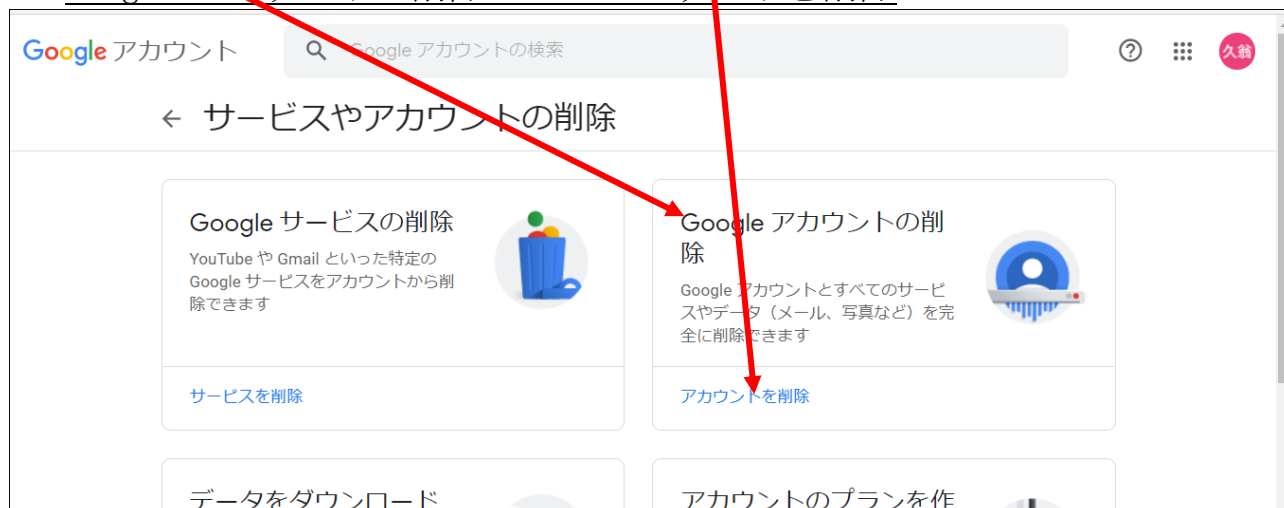 Google アカウント
Google アカウントの検索
久翁
← サービスやアカウントの削除
Google サービスの削除
YouTube や Gmail といった特定の
Google サービスをアカウントから削
除できます
サービスを削除
Google アカウントの削
除
Google アカウントとすべてのサービ
スやデータ（メール、写真など）を完
全に削除できます
アカウントを削除
データをダウンロード
アカウントのプランを作